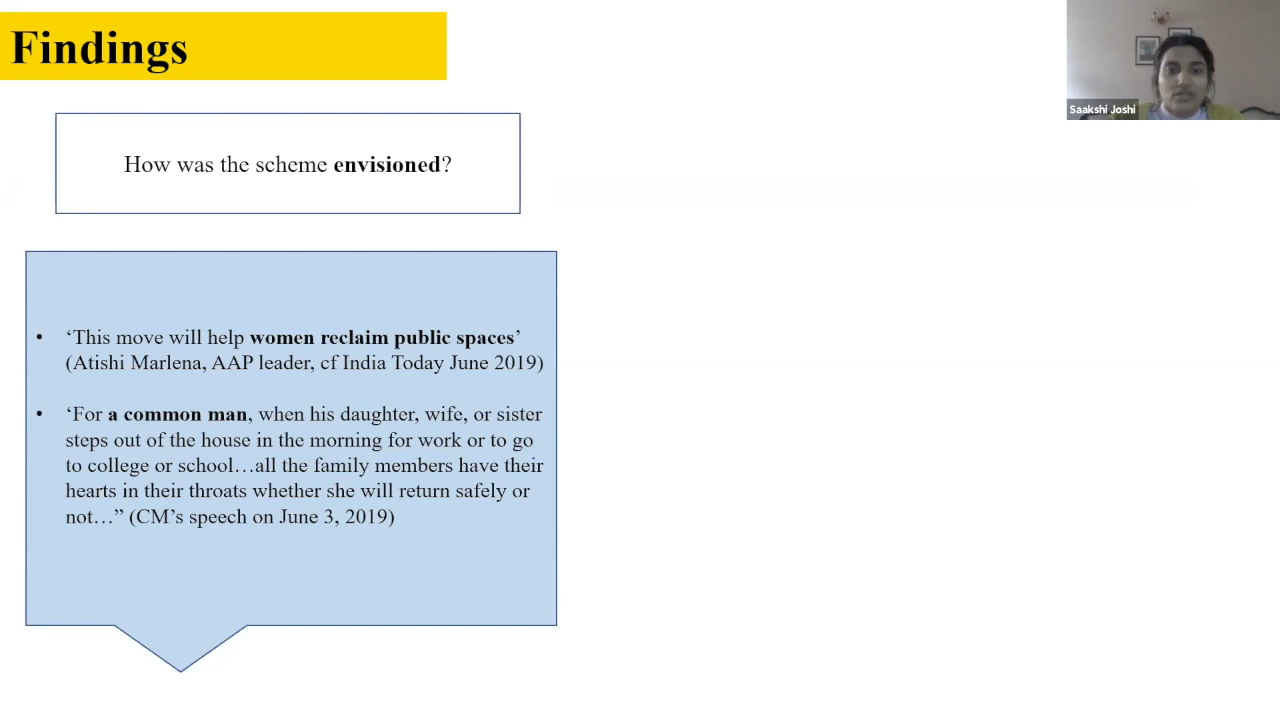 Findings
Saakshi Joshi
How was the scheme envisioned?
• ‘This move will help women reclaim public spaces’
(Atishi Marlena, AAP leader, cf India Today June 2019)
• ‘For a common man, when his daughter, wife, or sister
steps out of the house in the morning for work or to go
to college or school…all the family members have their
hearts in their throats whether she will return safely or
not…” (CM’s speech on June 3, 2019)